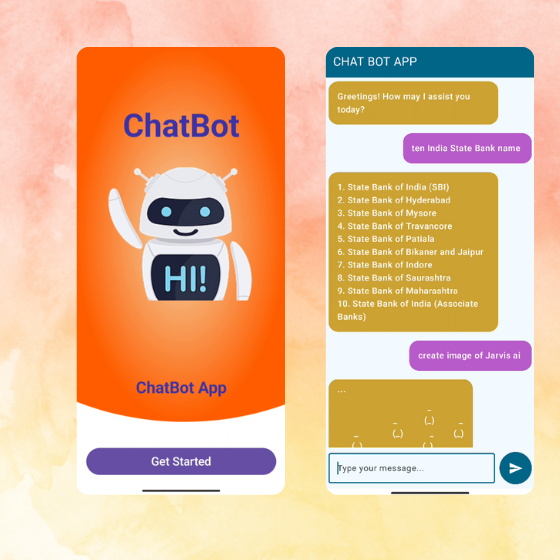 ChatBot
HI!
ChatBot App
Get Started
CHAT BOT APP
Greetings! How may I assist you
today?
ten India State Bank name
1. State Bank of India (SBI)
2. State Bank of Hyderabad
3. State Bank of Mysore
4. State Bank of Travancore
5. State Bank of Patiala
6. State Bank of Bikaner and Jaipur
7. State Bank of Indore
8. State Bank of Saurashtra
9. State Bank of Maharashtra
10. State Bank of India (Associate
Banks)
create image of Jarvis ai
...
_
_ (_) _
_ (_) _ (_)
(_) (_)
Type your message...